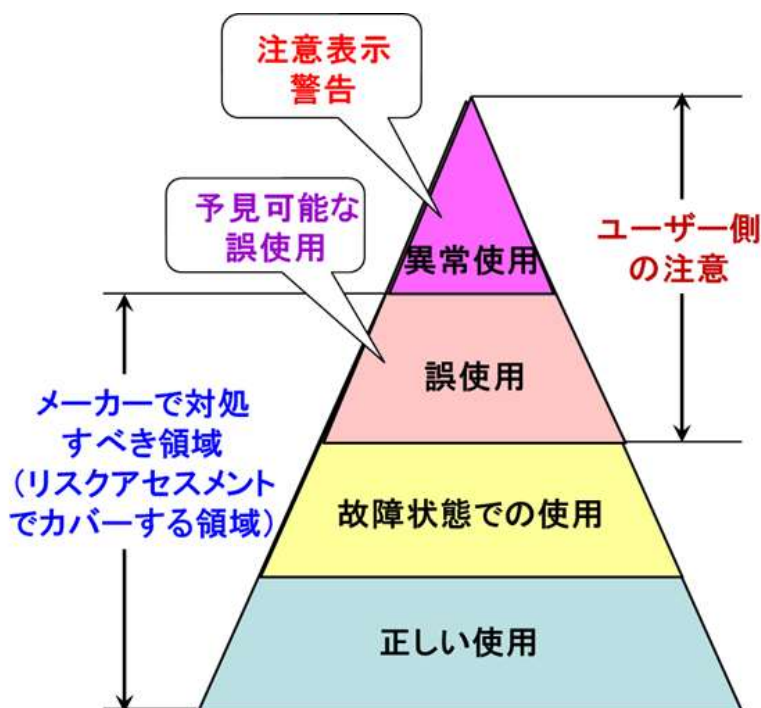 注意表示
警告
予見可能な
誤使用
異常使用
ユーザー側
の注意
誤使用
メーカーで対処
すべき領域
（リスクアセスメント
でカバーする領域）
故障状態での使用
正しい使用